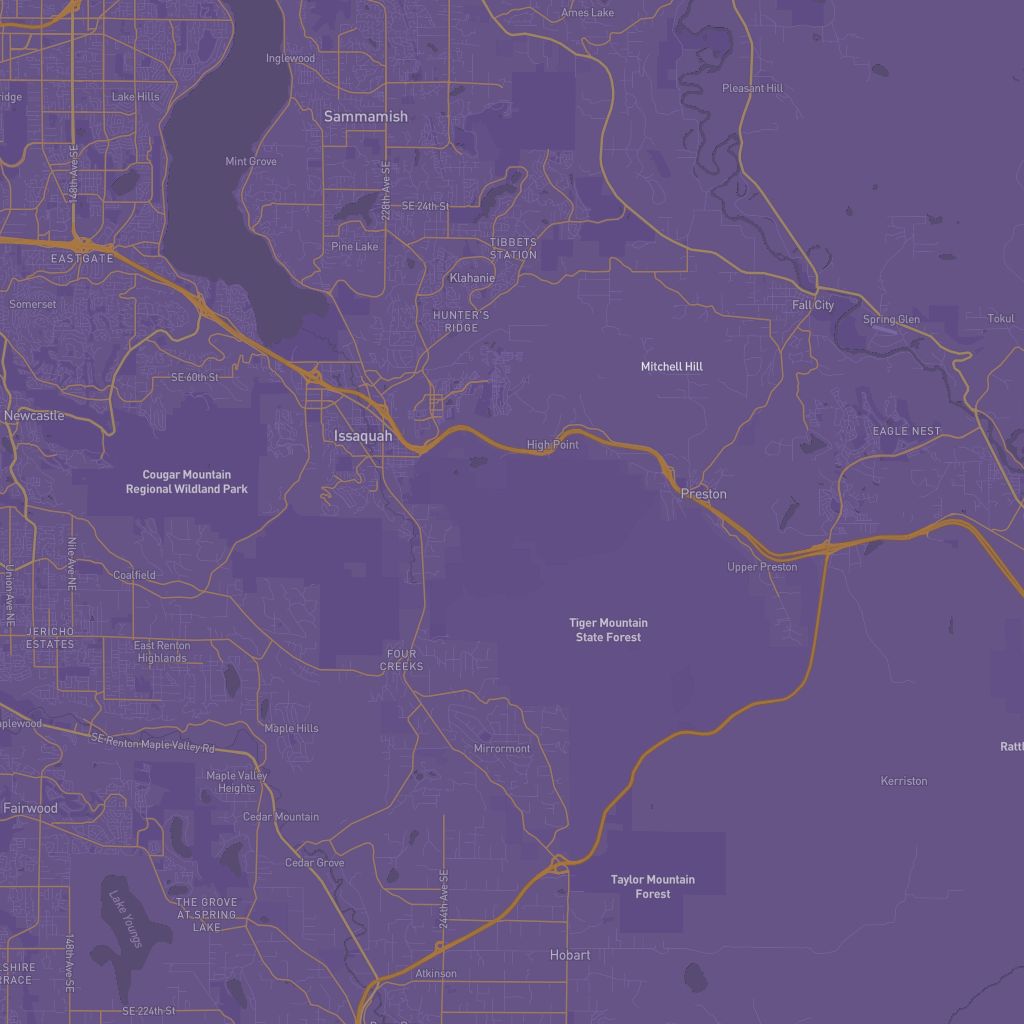 Ames Lake
Inglewood
Pleasant Hill
Lake Hills
Sammamish
148th Ave SE
Mint Grove
228th Ave SE
SE 24th St
Pine Lake
TIBBETS
STATION
EASTGATE
Klahanie
Somerset
Fall City
HUNTER'S
RIDGE
Spring Glen
Tokul
Mitchell Hill
SE 60th St
Newcastle
Issaquah
EAGLE NEST
High Point
Cougar Mountain
Regional Wildland Park
Preston
Nile Ave NE
Union Ave NE
Coalfield
Upper Preston
JERICHO
ESTATES
Tiger Mountain
State Forest
East Renton
Highlands
FOUR
CREEKS
Maple Hills
SE Renton Maple Valley Rd
Mirrormont
Maple Valley
Heights
Kerriston
Fairwood
Cedar Mountain
Cedar Grove
Taylor Mountain
Forest
244th Ave SE
THE GROVE
AT SPRING
LAKE
Lake Youngs
148th Ave SE
Hobart
Atkinson
SE 224th St